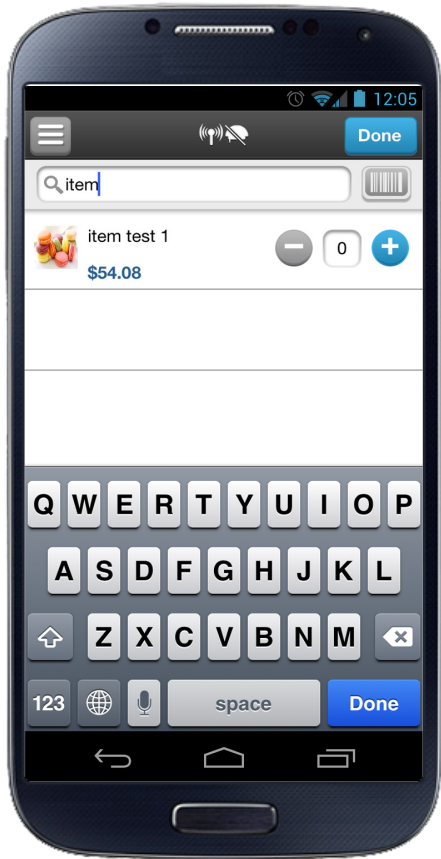 12:05
Done
item
item test 1
0
$54.08
Q W E R T Y U I O P
A S D F G H J K L
Z X C V B N M
123 space Done